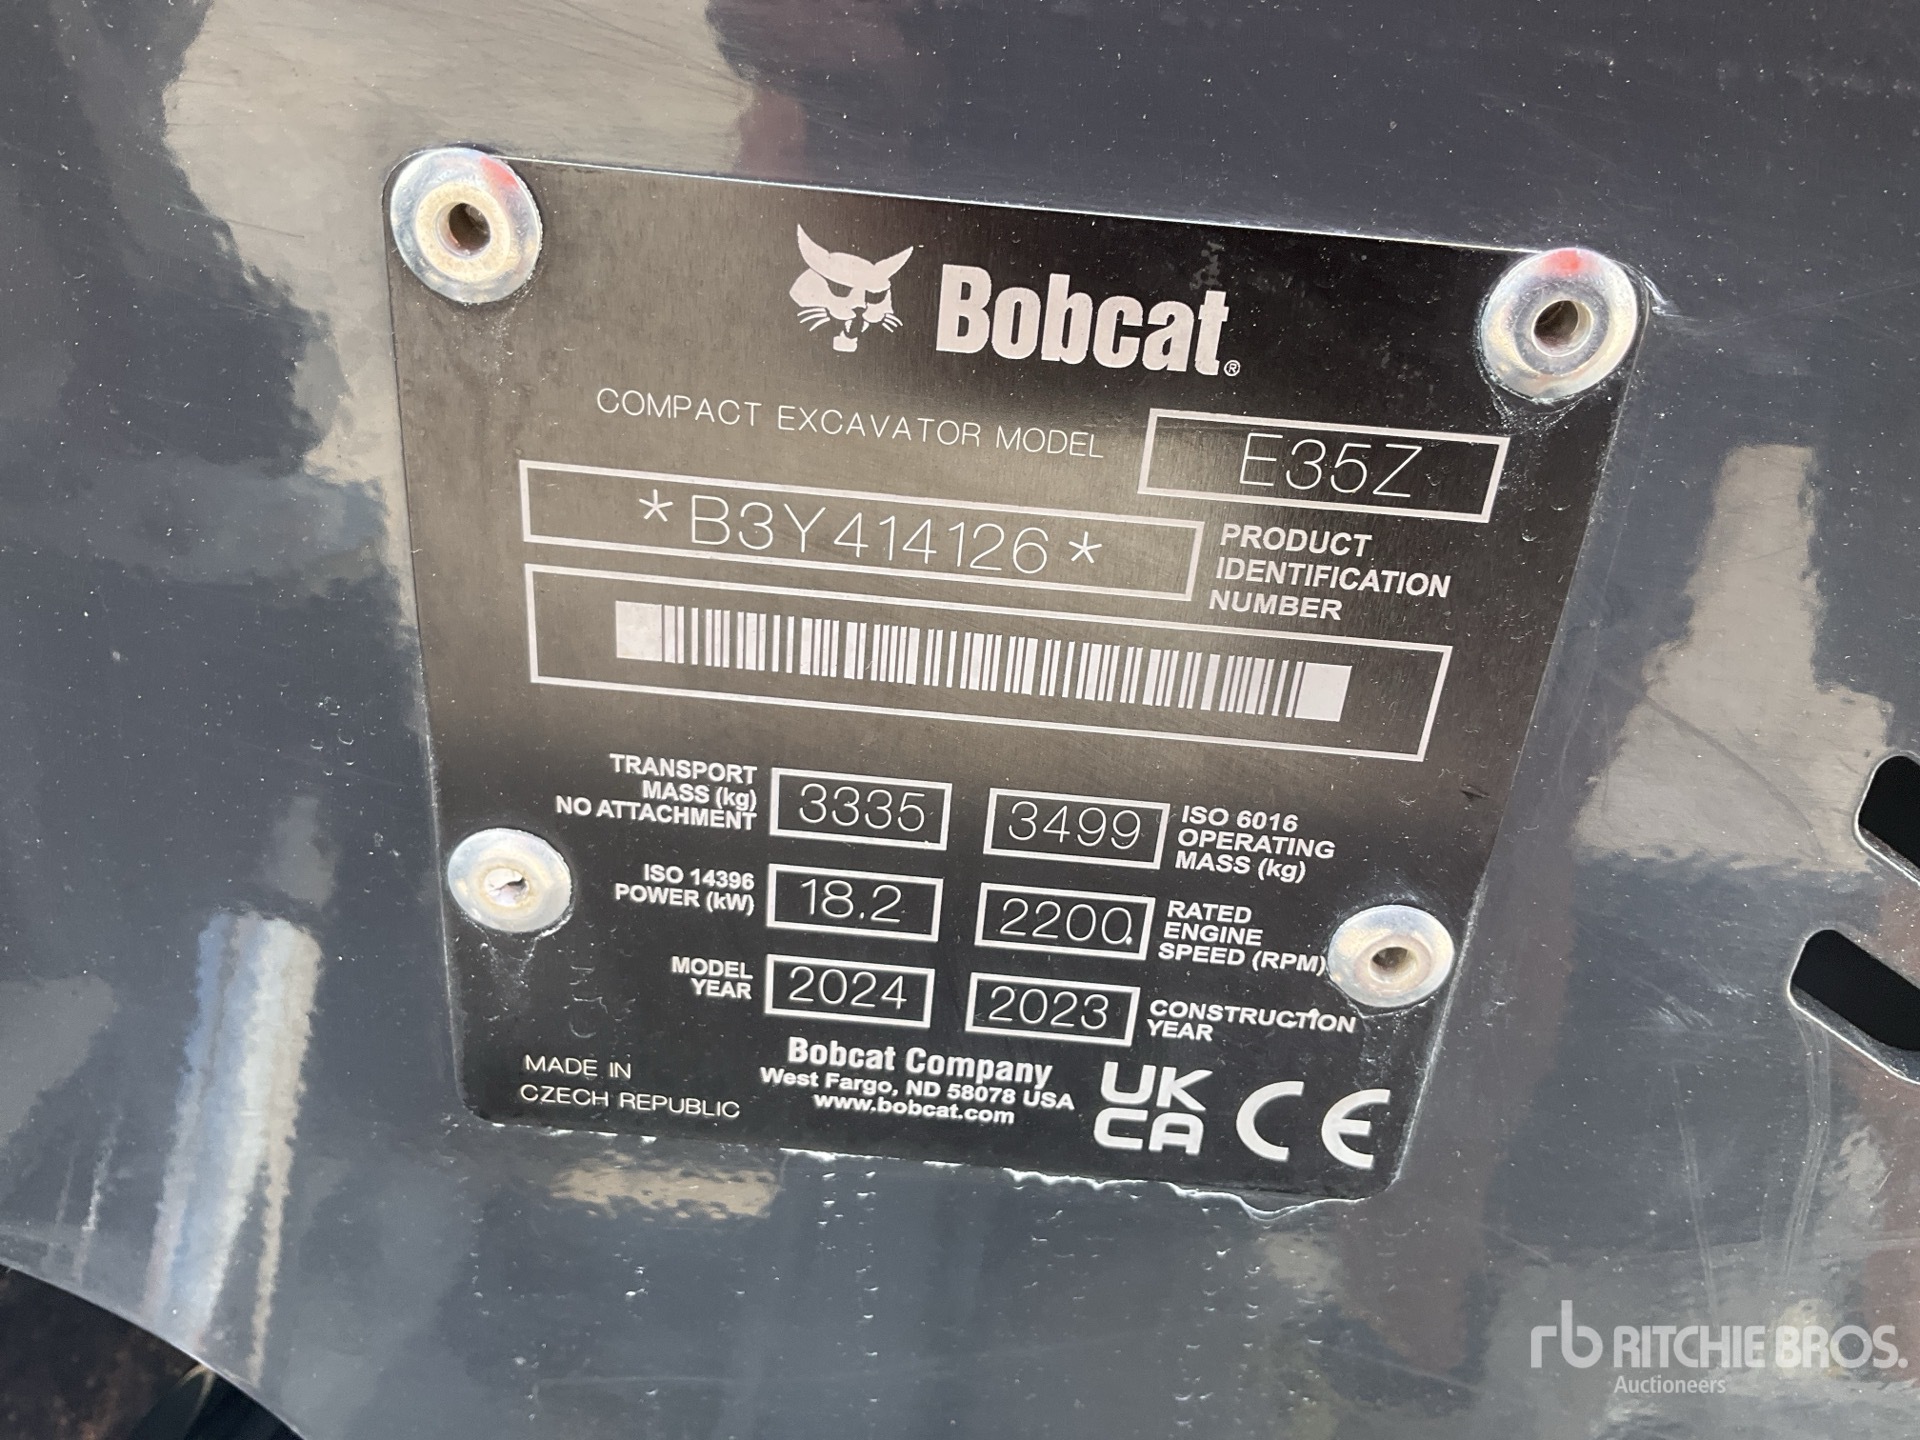 Bobcat®
COMPACT EXCAVATOR MODEL E35Z
*B3Y414126*
PRODUCT
IDENTIFICATION
NUMBER
TRANSPORT
MASS (kg)
NO ATTACHMENT
3335
3499
ISO 6016
OPERATING
MASS (kg)
ISO 14396
POWER (kW)
18.2
2200
RATED
ENGINE
SPEED (RPM)
MODEL
YEAR
2024
2023
CONSTRUCTION
YEAR
MADE IN
CZECH REPUBLIC
Bobcat Company
West Fargo, ND 58078 USA
www.bobcat.com
UK
CA
CE
rb RITCHIE BROS.
Auctioneers